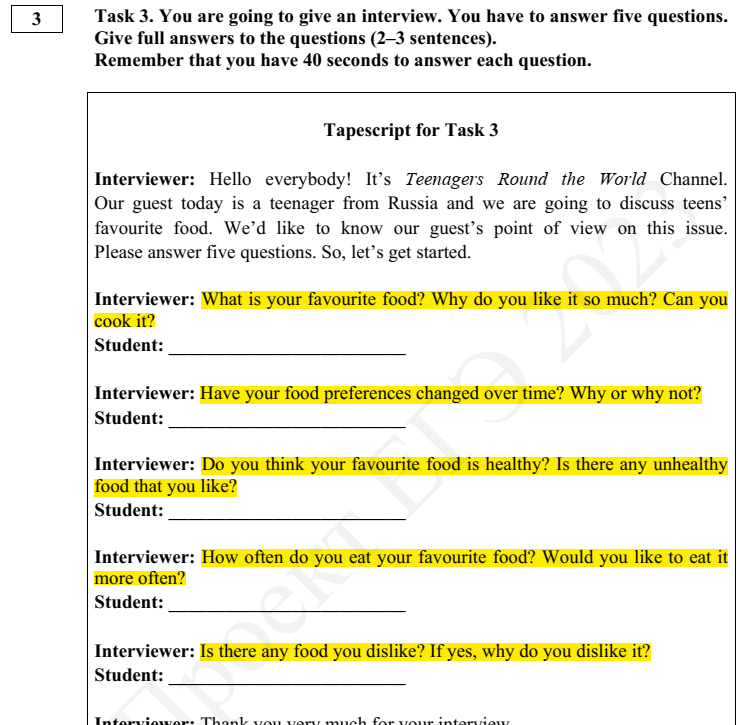 3
Task 3. You are going to give an interview. You have to answer five questions.
Give full answers to the questions (2–3 sentences).
Remember that you have 40 seconds to answer each question.
Tapescript for Task 3
Interviewer: Hello everybody! It’s Teenagers Round the World Channel.
Our guest today is a teenager from Russia and we are going to discuss teens’
favourite food. We’d like to know our guest’s point of view on this issue.
Please answer five questions. So, let’s get started.
Interviewer: What is your favourite food? Why do you like it so much? Can you
cook it?
Student: _________________________
Interviewer: Have your food preferences changed over time? Why or why not?
Student: _________________________
Interviewer: Do you think your favourite food is healthy? Is there any unhealthy
food that you like?
Student: _________________________
Interviewer: How often do you eat your favourite food? Would you like to eat it
more often?
Student: _________________________
Interviewer: Is there any food you dislike? If yes, why do you dislike it?
Student: _________________________
Interviewer: Thank you very much for your interview.
Проект ЕГЭ 2023